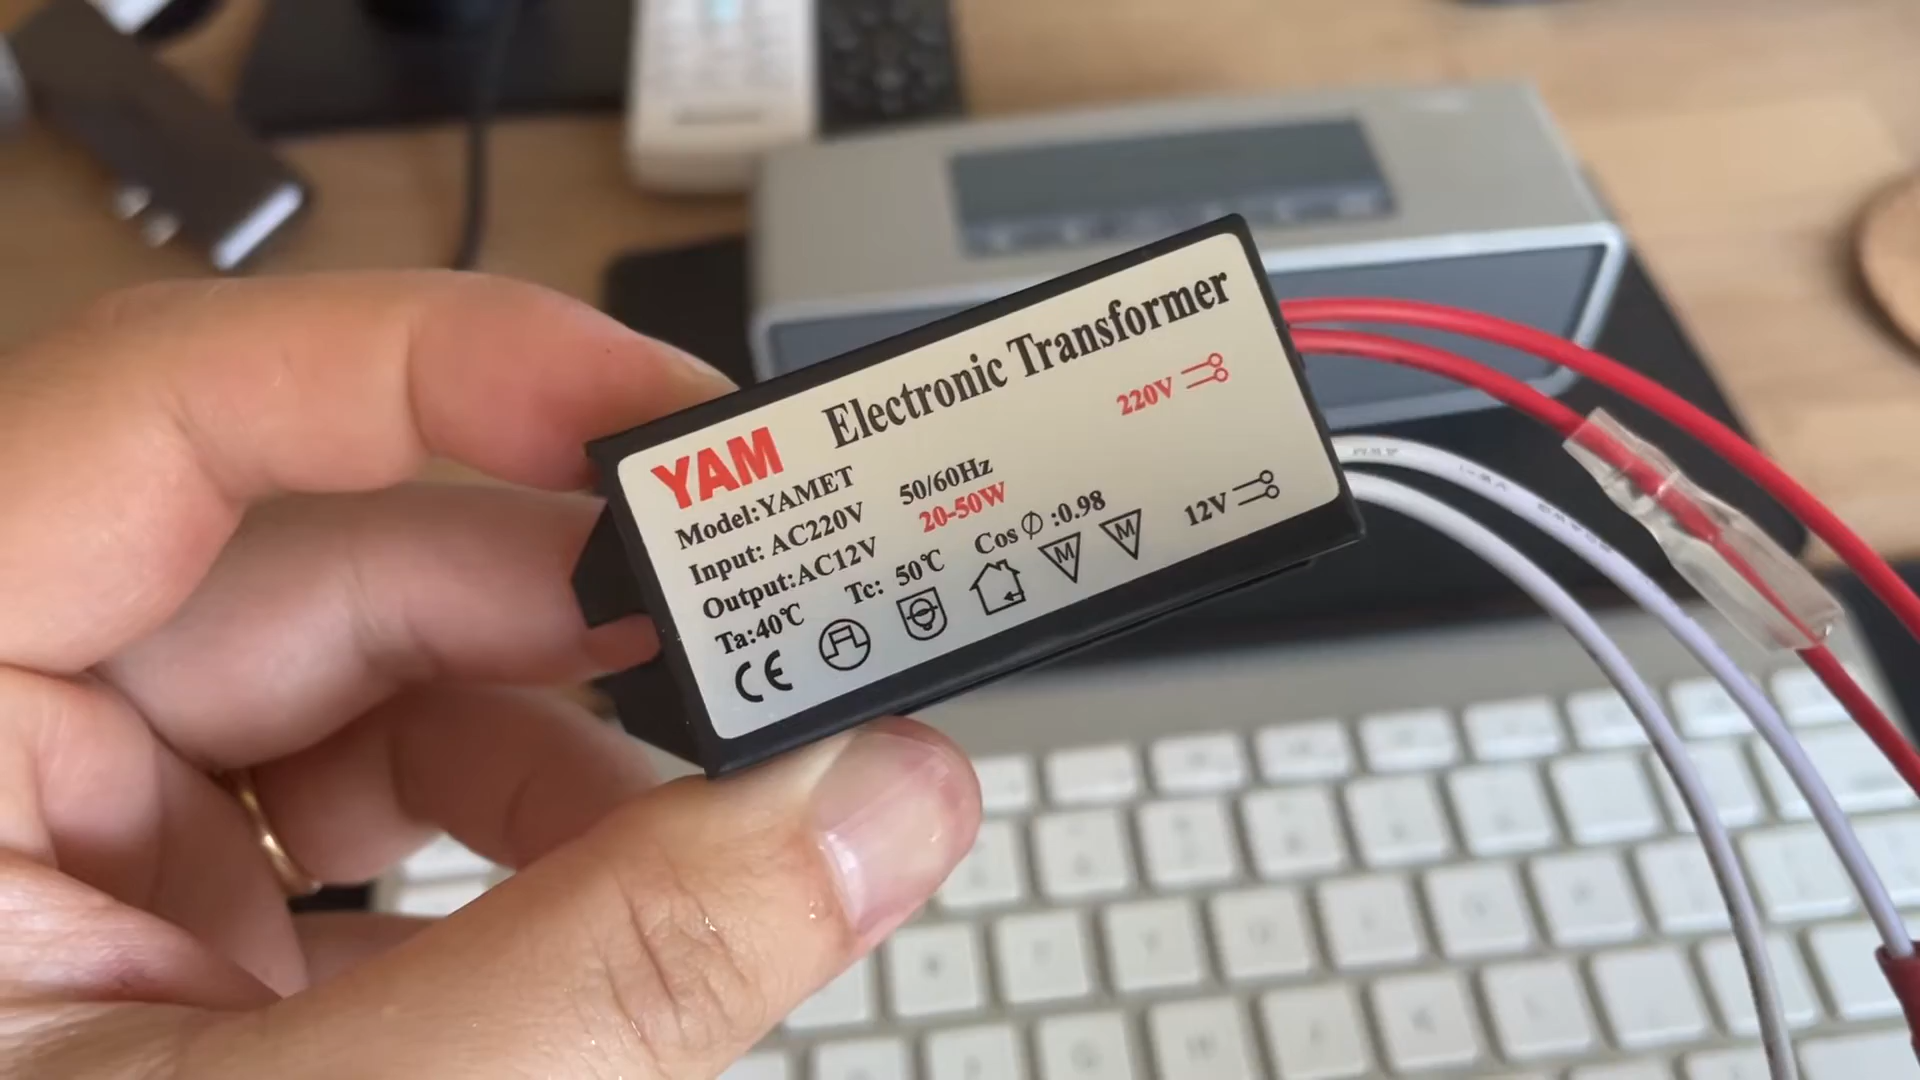 YAM Electronic Transformer
Model:YAMET
220V
Input: AC220V 50/60Hz
Output:AC12V 20-50W
12V
Ta:40℃ Tc: 50℃ Cos∅:0.98
CE M M